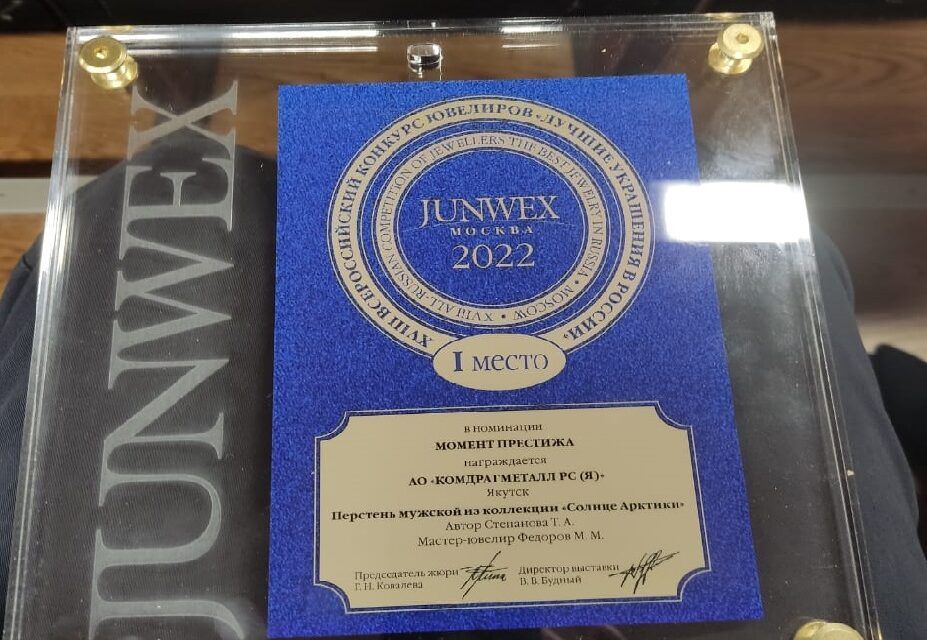 JUNWEX
XVIII ВСЕРОССИЙСКИЙ КОНКУРС ЮВЕЛИРОВ «ЛУЧШИЕ УКРАШЕНИЯ В РОССИИ»
XVIII ALL-RUSSIAN COMPETITION OF JEWELLERS THE BEST JEWELRY IN RUSSIA • MOSCOW •
JUNWEX
МОСКВА
2022
I МЕСТО
в номинации
МОМЕНТ ПРЕСТИЖА
награждается
АО «КОМДРАГМЕТАЛЛ РС (Я)»
Якутск
Перстень мужской из коллекции «Солнце Арктики»
Автор Степанова Т. А.
Мастер-ювелир Федоров М. М.
Председатель жюри
Г. Н. Ковалева
Директор выставки
В. В. Будный